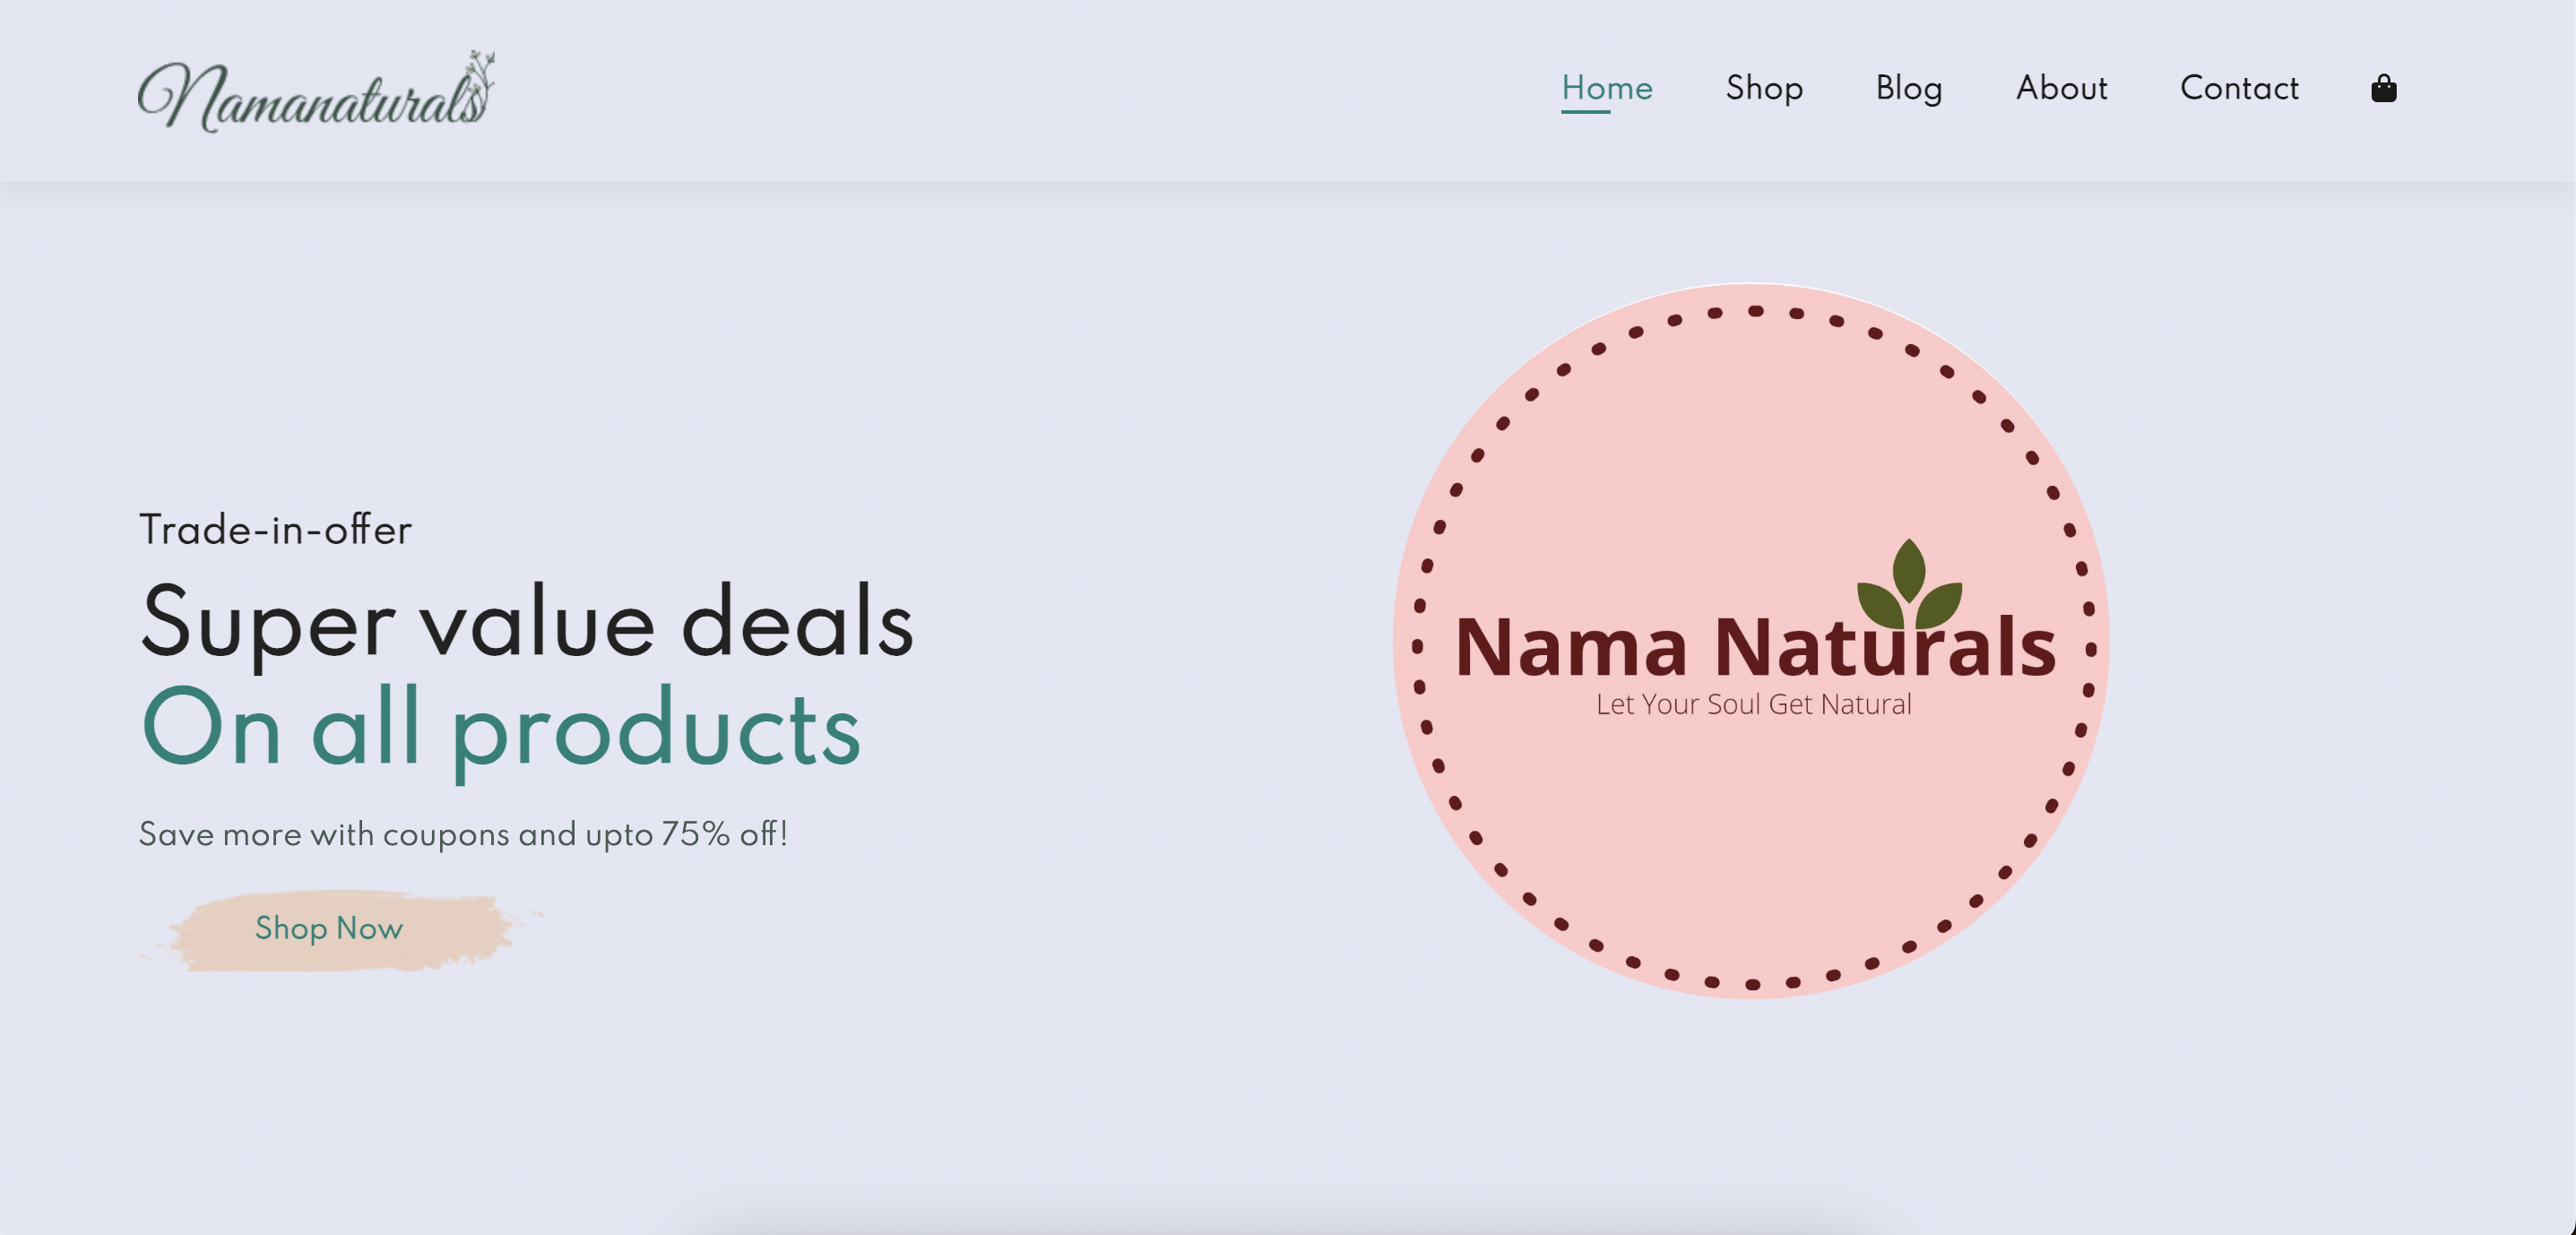 Namanaturals
Home Shop Blog About Contact
Trade-in-offer
Super value deals
On all products
Save more with coupons and upto 75% off!
Shop Now
Nama Naturals
Let Your Soul Get Natural